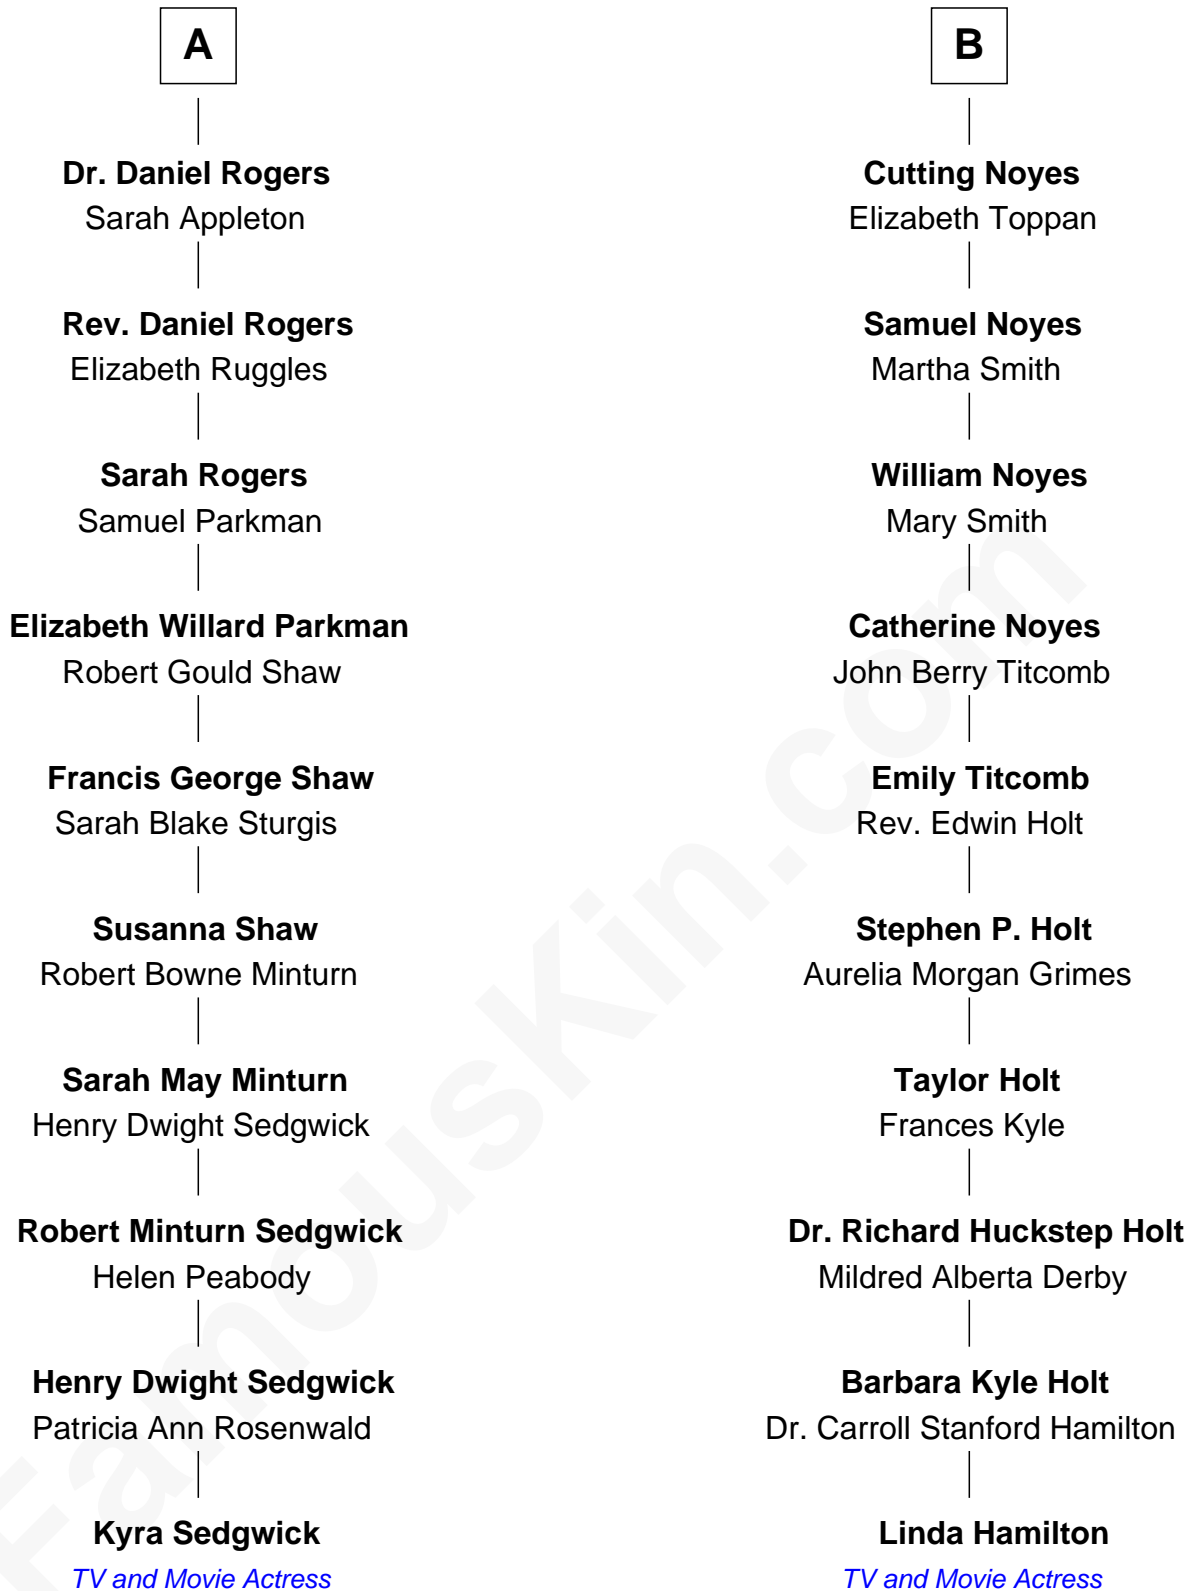 A
Dr. Daniel Rogers
Sarah Appleton
Rev. Daniel Rogers
Elizabeth Ruggles
Sarah Rogers
Samuel Parkman
Elizabeth Willard Parkman
Robert Gould Shaw
Francis George Shaw
Sarah Blake Sturgis
Susanna Shaw
Robert Bowne Minturn
Sarah May Minturn
Henry Dwight Sedgwick
Robert Minturn Sedgwick
Helen Peabody
Henry Dwight Sedgwick
Patricia Ann Rosenwald
Kyra Sedgwick
TV and Movie Actress
B
Cutting Noyes
Elizabeth Toppan
Samuel Noyes
Martha Smith
William Noyes
Mary Smith
Catherine Noyes
John Berry Titcomb
Emily Titcomb
Rev. Edwin Holt
Stephen P. Holt
Aurelia Morgan Grimes
Taylor Holt
Frances Kyle
Dr. Richard Huckstep Holt
Mildred Alberta Derby
Barbara Kyle Holt
Dr. Carroll Stanford Hamilton
Linda Hamilton
TV and Movie Actress
FamousKin.com